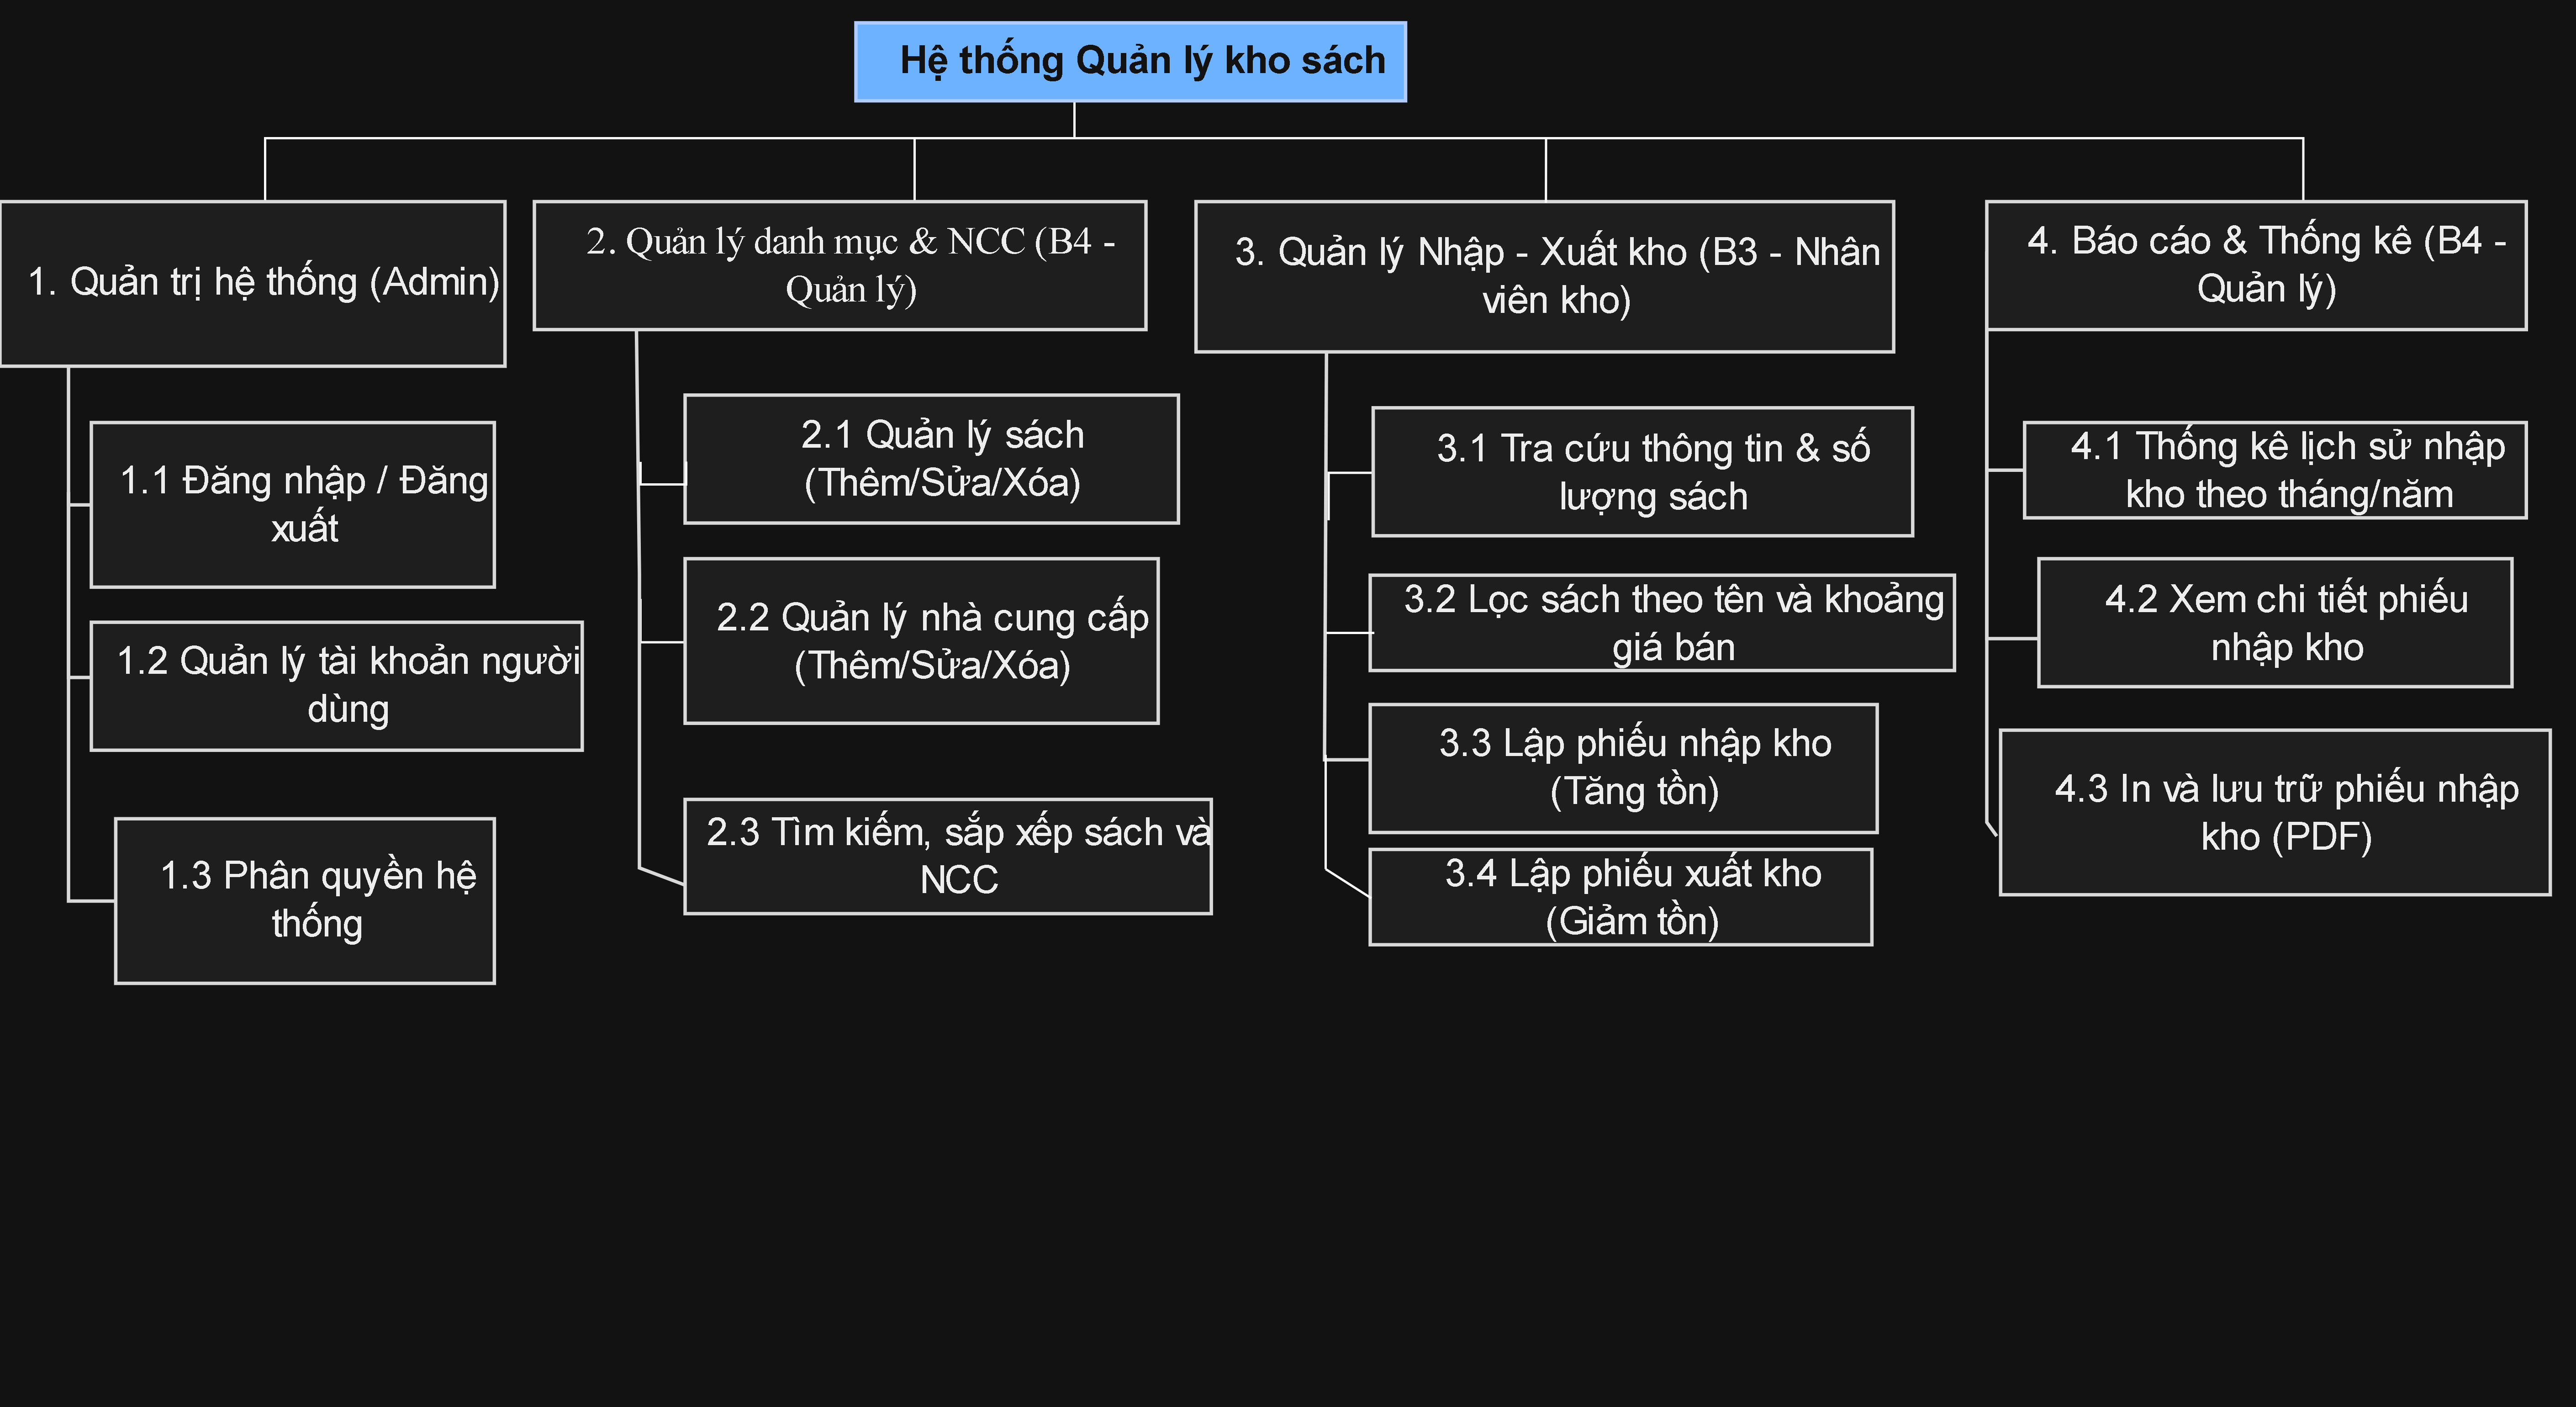 Hệ thống Quản lý kho sách
1. Quản trị hệ thống (Admin)
1.1 Đăng nhập / Đăng
xuất
1.2 Quản lý tài khoản người
dùng
1.3 Phân quyền hệ
thống
2. Quản lý danh mục & NCC (B4 -
Quản lý)
2.1 Quản lý sách
(Thêm/Sửa/Xóa)
2.2 Quản lý nhà cung cấp
(Thêm/Sửa/Xóa)
2.3 Tìm kiếm, sắp xếp sách và
NCC
3. Quản lý Nhập - Xuất kho (B3 - Nhân
viên kho)
3.1 Tra cứu thông tin & số
lượng sách
3.2 Lọc sách theo tên và khoảng
giá bán
3.3 Lập phiếu nhập kho
(Tăng tồn)
3.4 Lập phiếu xuất kho
(Giảm tồn)
4. Báo cáo & Thống kê (B4 -
Quản lý)
4.1 Thống kê lịch sử nhập
kho theo tháng/năm
4.2 Xem chi tiết phiếu
nhập kho
4.3 In và lưu trữ phiếu nhập
kho (PDF)